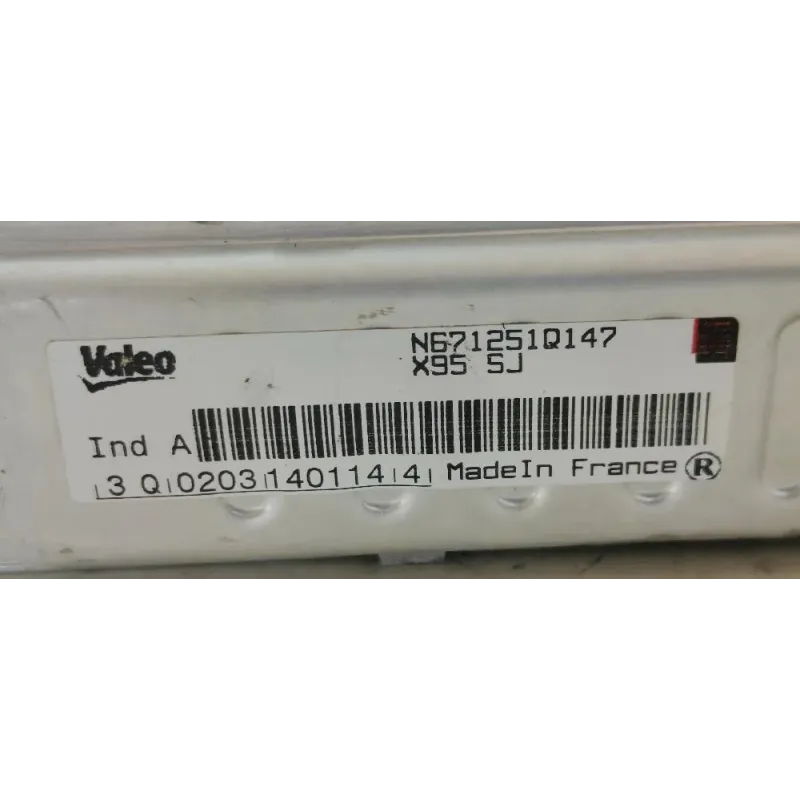 Valeo
N671251Q147
X95 SJ
Ind A
3 Q 0203 140114 4 MadeIn France ®